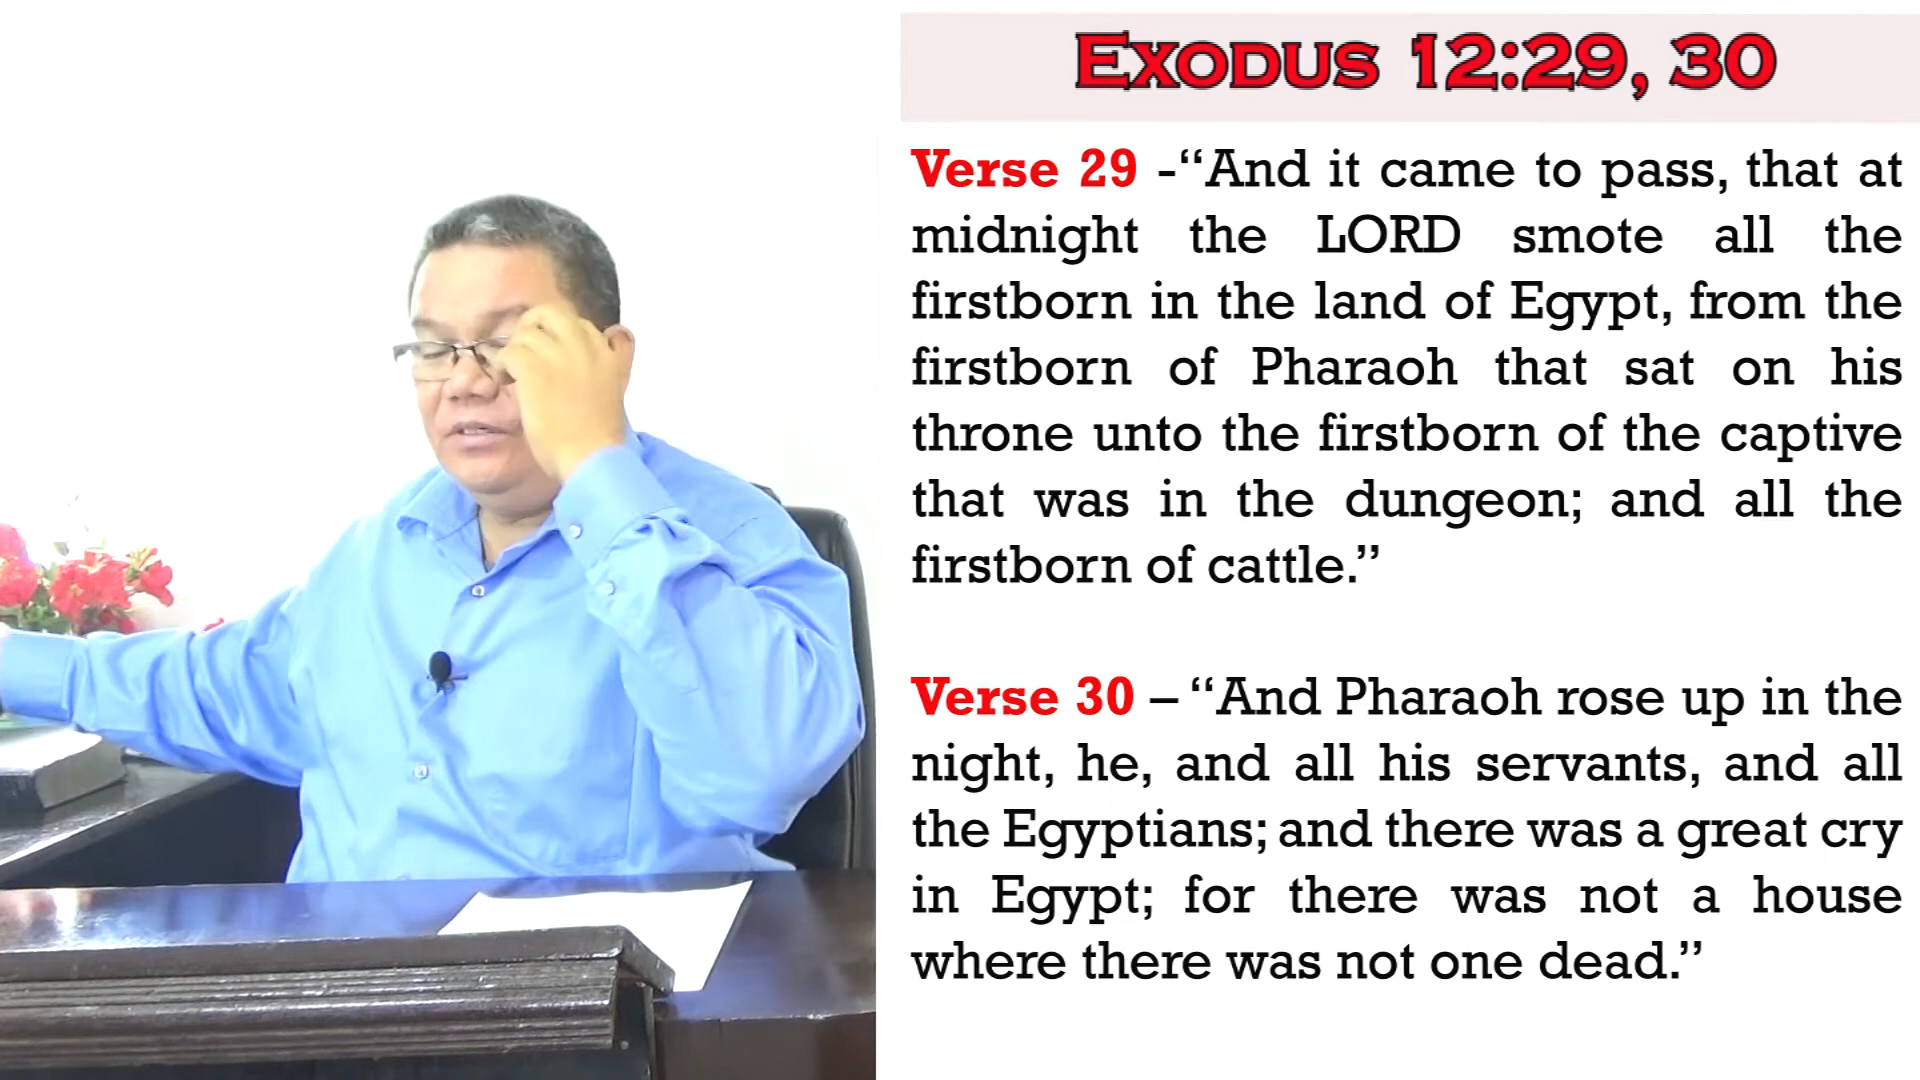 EXODUS 12:29, 30
Verse 29 -“And it came to pass, that at
midnight the LORD smote all the
firstborn in the land of Egypt, from the
firstborn of Pharaoh that sat on his
throne unto the firstborn of the captive
that was in the dungeon; and all the
firstborn of cattle.”
Verse 30 – “And Pharaoh rose up in the
night, he, and all his servants, and all
the Egyptians; and there was a great cry
in Egypt; for there was not a house
where there was not one dead.”